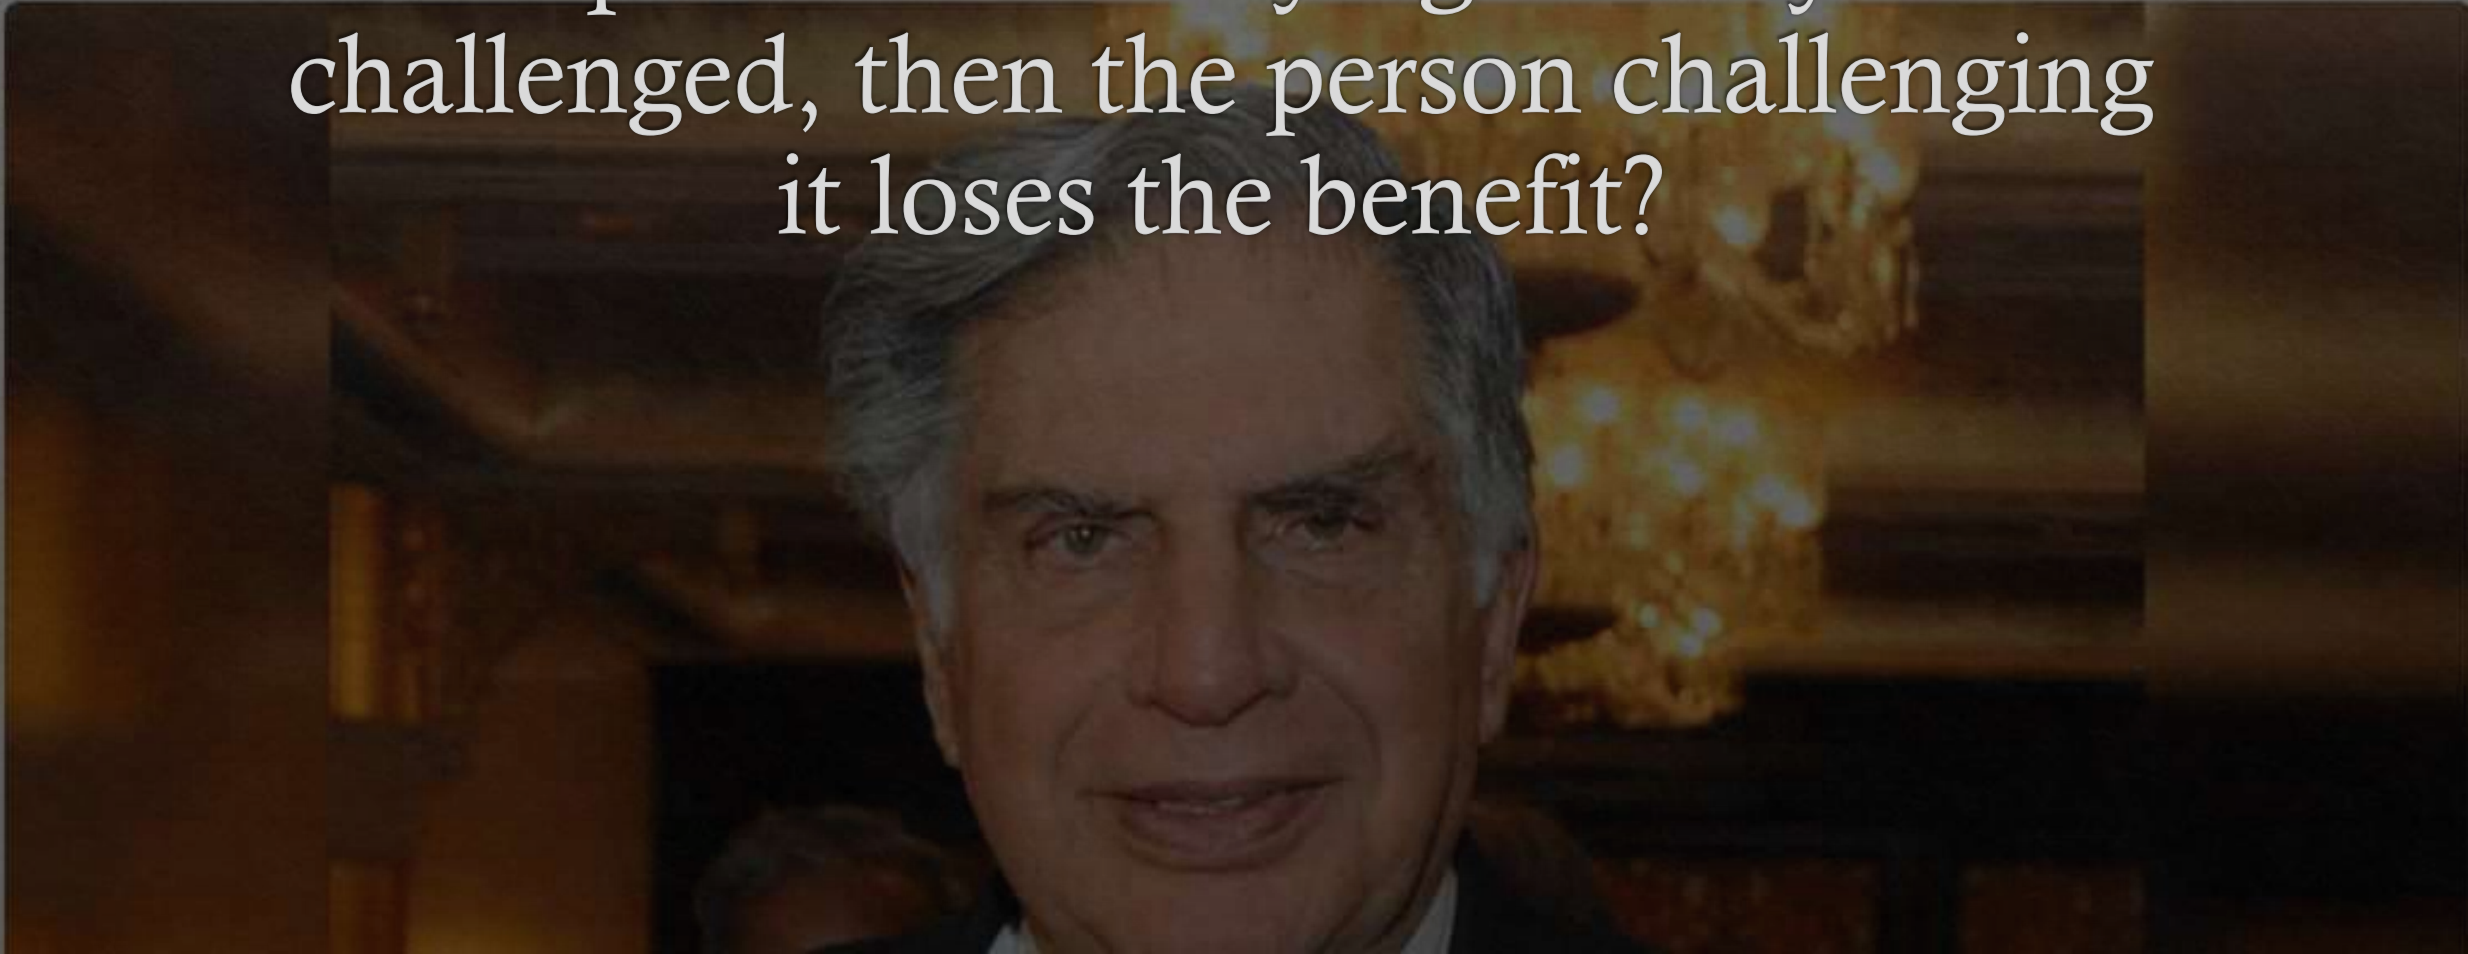 challenged, then the person challenging
it loses the benefit?